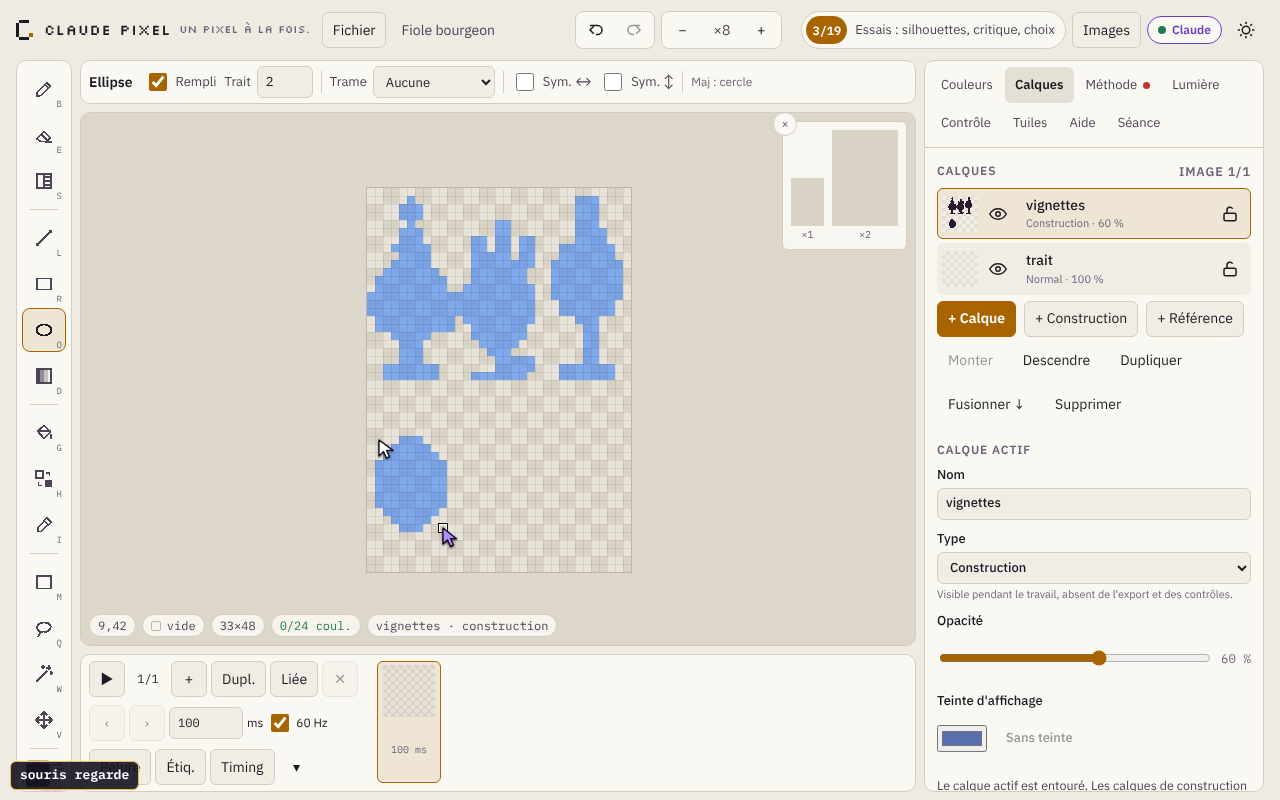 CLAUDE PIXEL UN PIXEL À LA FOIS. Fichier Fiole bourgeon − ×8 + 3/19 Essais : silhouettes, critique, choix Images Claude
Ellipse Rempli Trait 2 Trame Aucune Sym. ↔ Sym. ↕ Maj : cercle
B
E
S
L
R
O
D
G
H
I
M
Q
W
V
×
×1 ×2
9,42 vide 33×48 0/24 coul. vignettes · construction
1/1 + Dupl. Liée ✕
‹ › 100 ms 60 Hz
Étiq. Timing ▼
100 ms
souris regarde
Couleurs Calques Méthode Lumière
Contrôle Tuiles Aide Séance
CALQUES IMAGE 1/1
vignettes
Construction · 60 %
trait
Normal · 100 %
+ Calque + Construction + Référence
Monter Descendre Dupliquer
Fusionner ↓ Supprimer
CALQUE ACTIF
Nom
vignettes
Type
Construction
Visible pendant le travail, absent de l'export et des contrôles.
Opacité
60 %
Teinte d'affichage
Sans teinte
Le calque actif est entouré. Les calques de construction